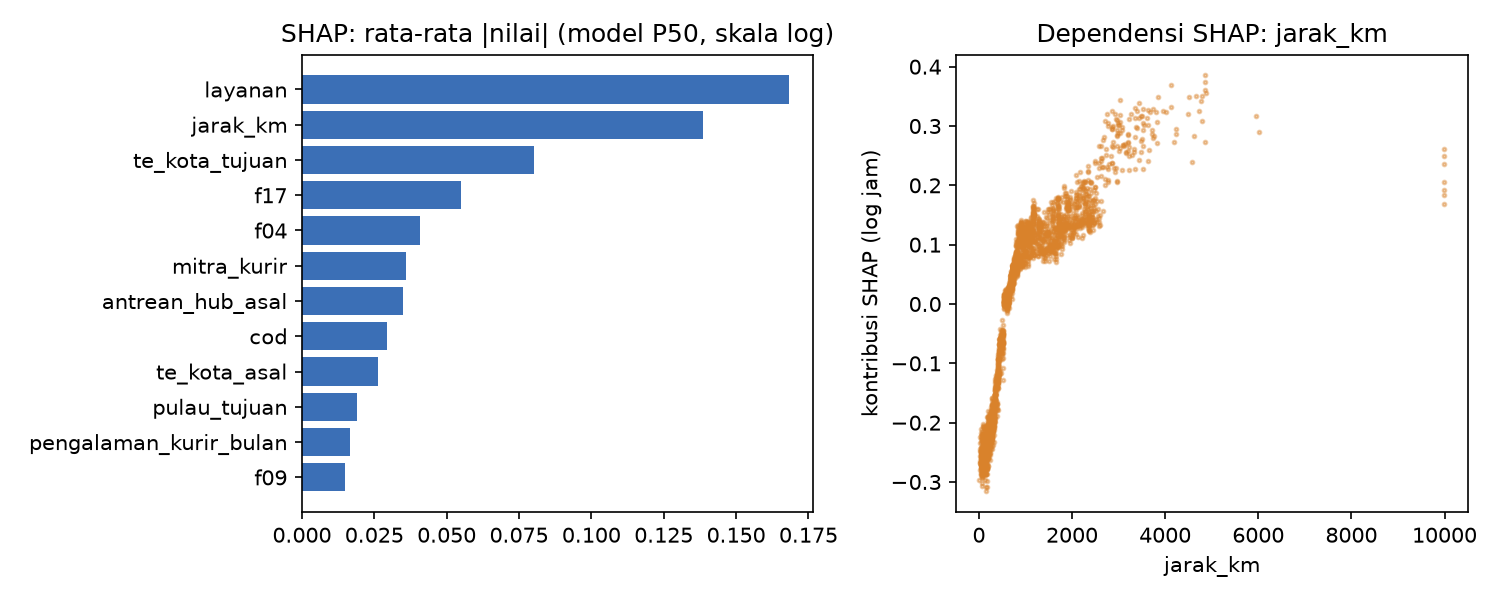 SHAP: rata-rata |nilai| (model P50, skala log)
layanan
jarak_km
te_kota_tujuan
f17
f04
mitra_kurir
antrean_hub_asal
cod
te_kota_asal
pulau_tujuan
pengalaman_kurir_bulan
f09
0.000 0.025 0.050 0.075 0.100 0.125 0.150 0.175
Dependensi SHAP: jarak_km
kontribusi SHAP (log jam)
0.4
0.3
0.2
0.1
0.0
−0.1
−0.2
−0.3
0 2000 4000 6000 8000 10000
jarak_km